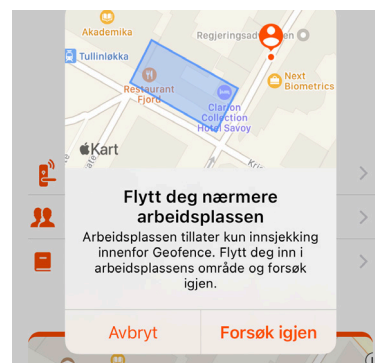 Akademika
Regjeringsad
en
Tullinløkka
Next
Biometrics
Restaurant
Fjord
Clarion
Collection
Hotel Savoy
Kart
Flytt deg nærmere
arbeidsplassen
Arbeidsplassen tillater kun innsjekking
innenfor Geofence. Flytt deg inn i
arbeidsplassens område og forsøk
igjen.
Avbryt
Forsøk igjen